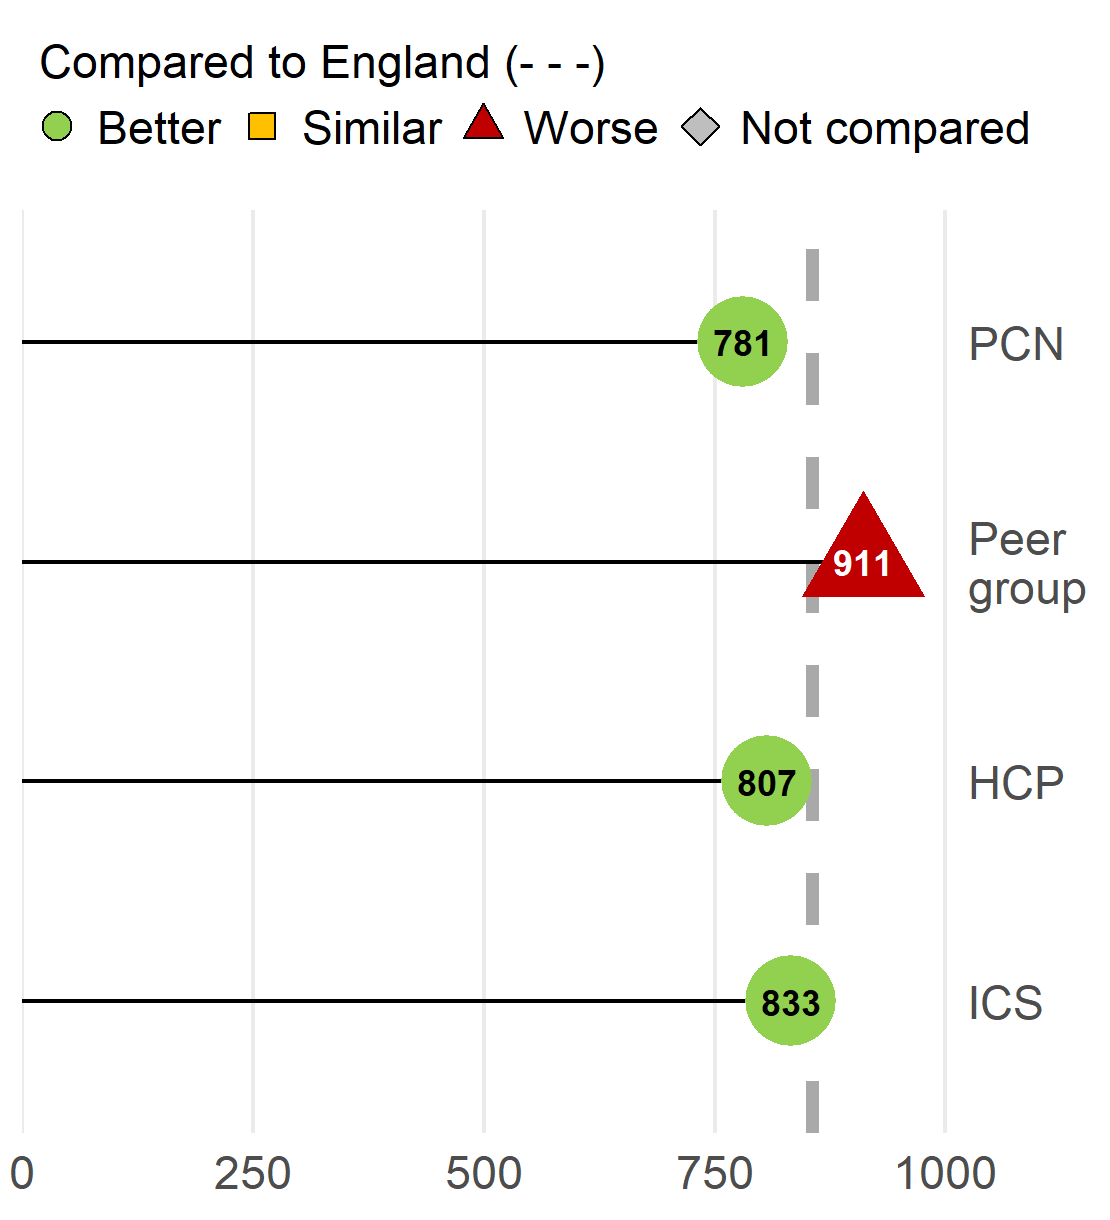 Compared to England (- - -)
Better Similar Worse Not compared
781 PCN
911 Peer
group
807 HCP
833 ICS
0 250 500 750 1000